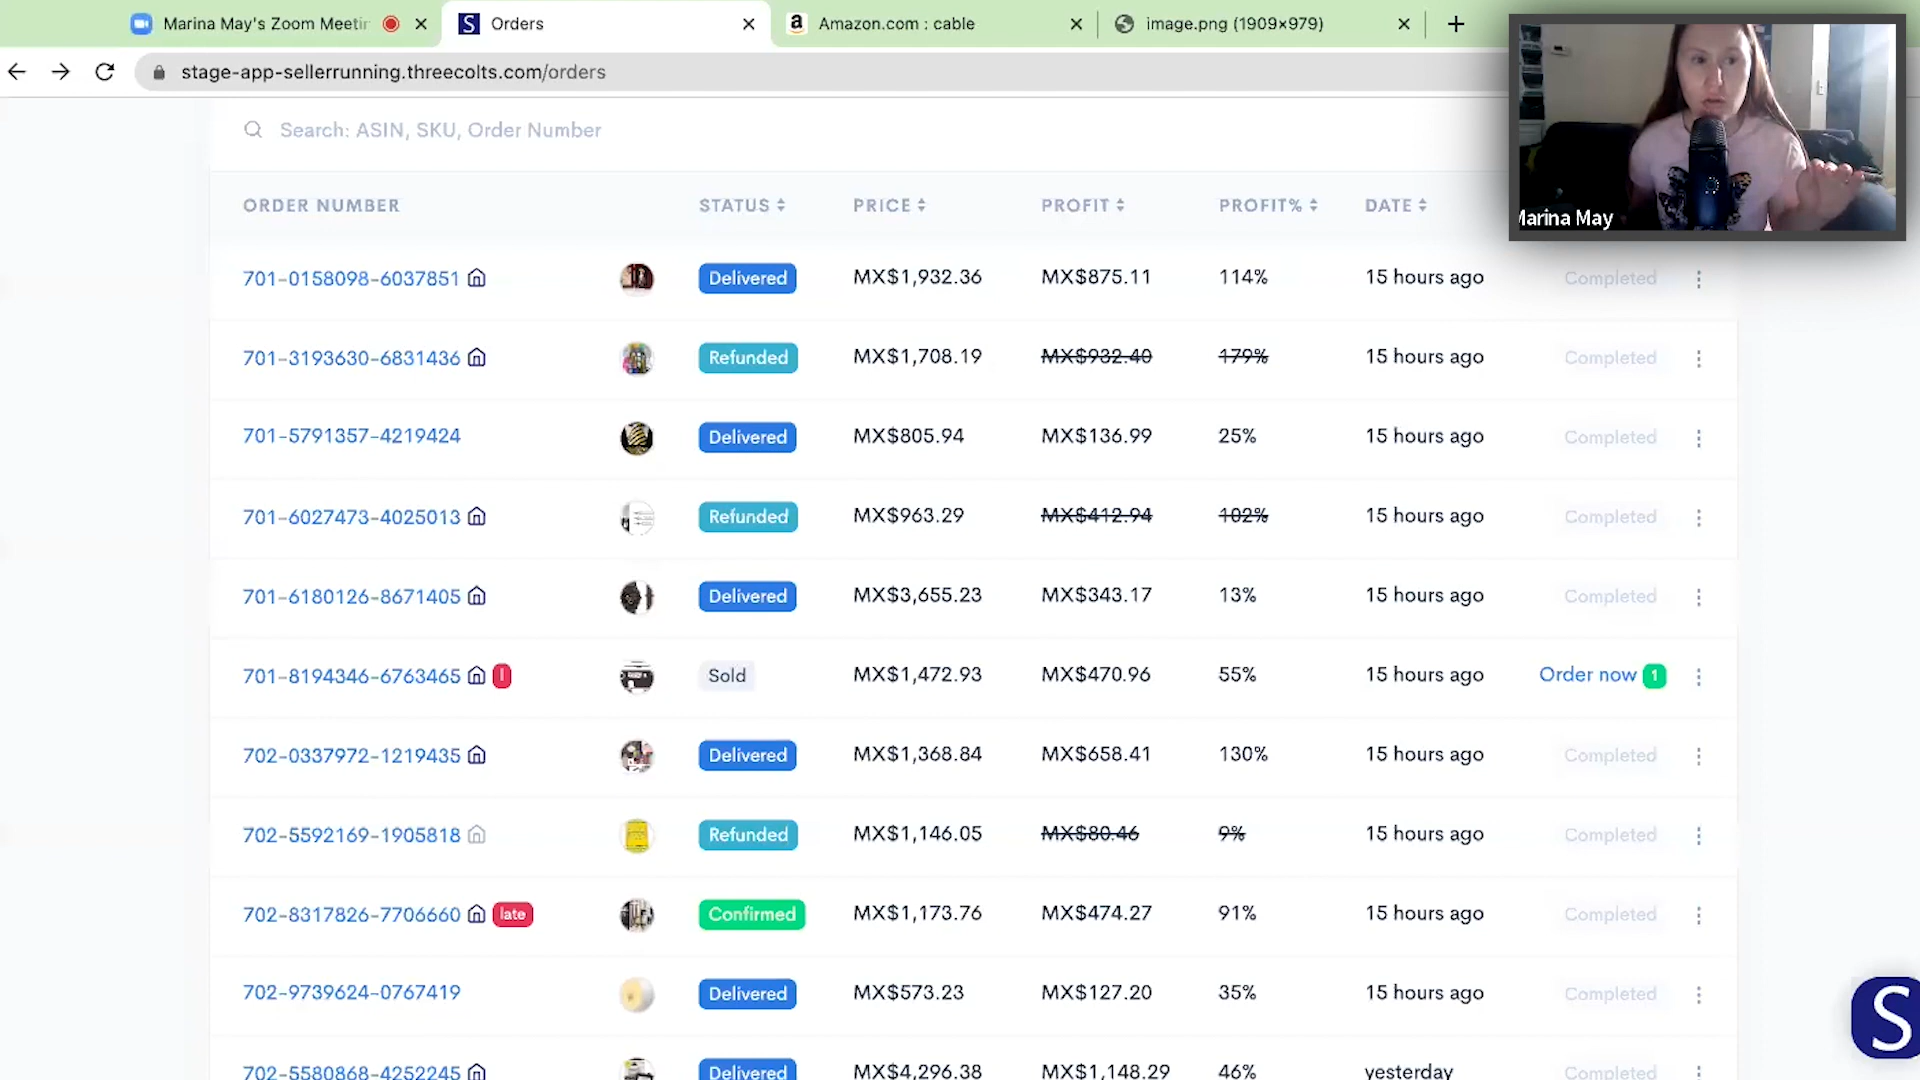 Marina May's Zoom Meetin
Orders
Amazon.com : cable
image.png (1909×979)
stage-app-sellerrunning.threecolts.com/orders
Marina May
Search: ASIN, SKU, Order Number
ORDER NUMBER STATUS PRICE PROFIT PROFIT% DATE
701-0158098-6037851 Delivered MX$1,932.36 MX$875.11 114% 15 hours ago Completed
701-3193630-6831436 Refunded MX$1,708.19 MX$932.40 179% 15 hours ago Completed
701-5791357-4219424 Delivered MX$805.94 MX$136.99 25% 15 hours ago Completed
701-6027473-4025013 Refunded MX$963.29 MX$412.94 102% 15 hours ago Completed
701-6180126-8671405 Delivered MX$3,655.23 MX$343.17 13% 15 hours ago Completed
701-8194346-6763465 l Sold MX$1,472.93 MX$470.96 55% 15 hours ago Order now 1
702-0337972-1219435 Delivered MX$1,368.84 MX$658.41 130% 15 hours ago Completed
702-5592169-1905818 Refunded MX$1,146.05 MX$80.46 9% 15 hours ago Completed
702-8317826-7706660 late Confirmed MX$1,173.76 MX$474.27 91% 15 hours ago Completed
702-9739624-0767419 Delivered MX$573.23 MX$127.20 35% 15 hours ago Completed
702-5580868-4252245 Delivered MX$4,296.38 MX$1,148.29 46% yesterday Completed
S